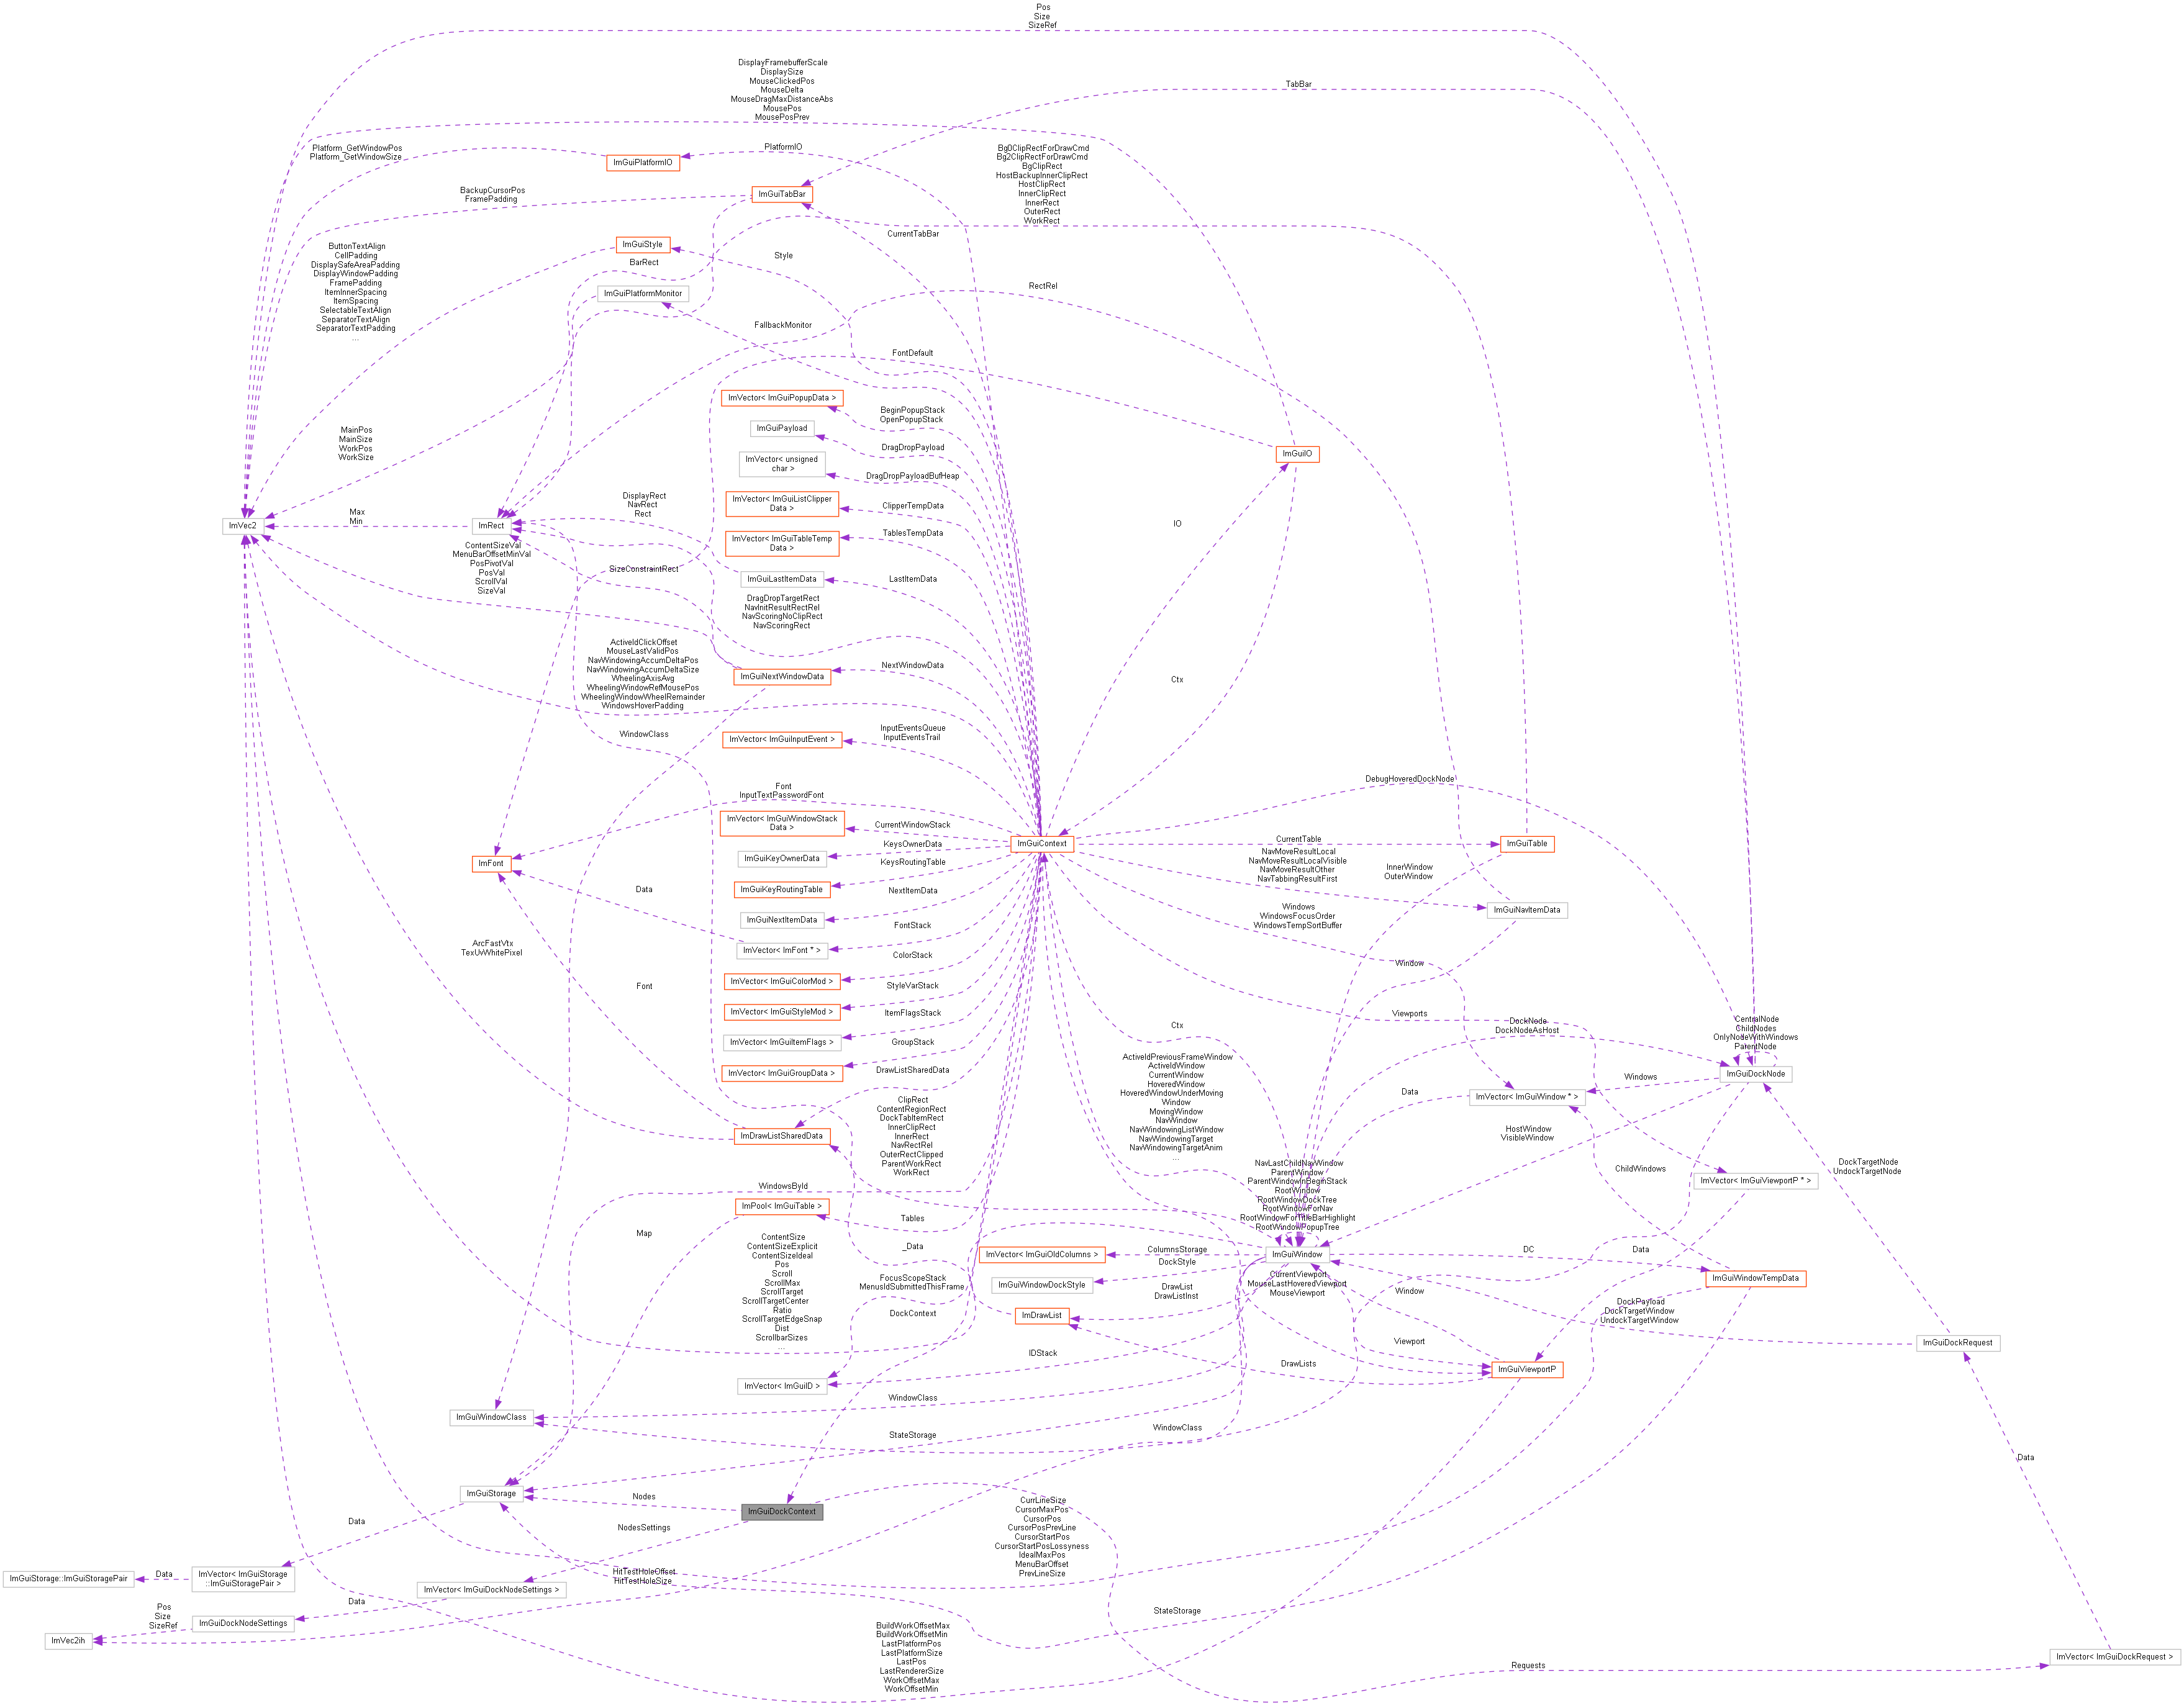 Pos
Size
SizeRef
DisplayFramebufferScale
DisplaySize
MouseClickedPos
MouseDelta
MouseDragMaxDistanceAbs
MousePos
MousePosPrev
TabBar
Platform_GetWindowPos
Platform_GetWindowSize
ImGuiPlatformIO
PlatformIO
Bg0ClipRectForDrawCmd
Bg2ClipRectForDrawCmd
BgClipRect
HostBackupInnerClipRect
HostClipRect
InnerClipRect
InnerRect
OuterRect
WorkRect
BackupCursorPos
FramePadding
ImGuiTabBar
CurrentTabBar
ButtonTextAlign
CellPadding
DisplaySafeAreaPadding
DisplayWindowPadding
FramePadding
ItemInnerSpacing
ItemSpacing
SelectableTextAlign
SeparatorTextAlign
SeparatorTextPadding
...
ImGuiStyle
Style
BarRect
ImGuiPlatformMonitor
RectRel
FallbackMonitor
FontDefault
ImVector< ImGuiPopupData >
BeginPopupStack
OpenPopupStack
ImGuiPayload
DragDropPayload
ImGuiIO
MainPos
MainSize
WorkPos
WorkSize
ImVector< unsigned
char >
DragDropPayloadBufHeap
ImVector< ImGuiListClipper
Data >
ClipperTempData
DisplayRect
NavRect
Rect
ImVec2
Max
Min
ImRect
IO
ImVector< ImGuiTableTemp
Data >
TablesTempData
ContentSizeVal
MenuBarOffsetMinVal
PosPivotVal
PosVal
ScrollVal
SizeVal
SizeConstraintRect
ImGuiLastItemData
LastItemData
DragDropTargetRect
NavInitResultRectRel
NavScoringNoClipRect
NavScoringRect
ActiveIdClickOffset
MouseLastValidPos
NavWindowingAccumDeltaPos
NavWindowingAccumDeltaSize
WheelingAxisAvg
WheelingWindowRefMousePos
WheelingWindowWheelRemainder
WindowsHoverPadding
ImGuiNextWindowData
NextWindowData
Ctx
WindowClass
ImVector< ImGuiInputEvent >
InputEventsQueue
InputEventsTrail
DebugHoveredDockNode
Font
InputTextPasswordFont
ImVector< ImGuiWindowStack
Data >
CurrentWindowStack
ImGuiContext
CurrentTable
ImGuiTable
ImFont
ImGuiKeyOwnerData
KeysOwnerData
NavMoveResultLocal
NavMoveResultLocalVisible
NavMoveResultOther
NavTabbingResultFirst
InnerWindow
OuterWindow
Data
ImGuiKeyRoutingTable
KeysRoutingTable
ImGuiNextItemData
NextItemData
Windows
WindowsFocusOrder
WindowsTempSortBuffer
ImGuiNavItemData
ArcFastVtx
TexUvWhitePixel
ImVector< ImFont * >
FontStack
Window
Font
ImVector< ImGuiColorMod >
ColorStack
ImVector< ImGuiStyleMod >
StyleVarStack
Viewports
Ctx
DockNode
DockNodeAsHost
CentralNode
ChildNodes
OnlyNodeWithWindows
ParentNode
ImVector< ImGuiItemFlags >
ItemFlagsStack
GroupStack
ImVector< ImGuiGroupData >
DrawListSharedData
ActiveIdPreviousFrameWindow
ActiveIdWindow
CurrentWindow
HoveredWindow
HoveredWindowUnderMoving
Window
MovingWindow
NavWindow
NavWindowingListWindow
NavWindowingTarget
NavWindowingTargetAnim
...
ImGuiDockNode
Windows
Data
ImVector< ImGuiWindow * >
ClipRect
ContentRegionRect
DockTabItemRect
InnerClipRect
InnerRect
NavRectRel
OuterRectClipped
ParentWorkRect
WorkRect
ImDrawListSharedData
HostWindow
VisibleWindow
NavLastChildNavWindow
ParentWindow
ParentWindowInBeginStack
RootWindow
RootWindowDockTree
RootWindowForNav
RootWindowForTitleBarHighlight
RootWindowPopupTree
ChildWindows
DockTargetNode
UndockTargetNode
ImVector< ImGuiViewportP * >
WindowsById
ImPool< ImGuiTable >
Tables
Map
_Data
ContentSize
ContentSizeExplicit
ContentSizeIdeal
Pos
Scroll
ScrollMax
ScrollTarget
ScrollTargetCenter
Ratio
ScrollTargetEdgeSnap
Dist
ScrollbarSizes
...
ImVector< ImGuiOldColumns >
ColumnsStorage
DockStyle
ImGuiWindow
DC
Data
ImGuiWindowTempData
ImGuiWindowDockStyle
FocusScopeStack
MenusIdSubmittedThisFrame
DrawList
DrawListInst
CurrentViewport
MouseLastHoveredViewport
MouseViewport
Window
DockPayload
DockTargetWindow
UndockTargetWindow
DockContext
ImDrawList
ImGuiDockRequest
IDStack
Viewport
DrawLists
ImGuiViewportP
ImVector< ImGuiID >
WindowClass
ImGuiWindowClass
StateStorage
WindowClass
Data
ImGuiStorage
Nodes
ImGuiDockContext
Data
NodesSettings
CurrLineSize
CursorMaxPos
CursorPos
CursorPosPrevLine
CursorStartPos
CursorStartPosLossyness
IdealMaxPos
MenuBarOffset
PrevLineSize
ImGuiStorage::ImGuiStoragePair
Data
ImVector< ImGuiStorage
::ImGuiStoragePair >
HitTestHoleOffset
HitTestHoleSize
ImVector< ImGuiDockNodeSettings >
Data
Pos
Size
SizeRef
ImGuiDockNodeSettings
ImVec2ih
StateStorage
BuildWorkOffsetMax
BuildWorkOffsetMin
LastPlatformPos
LastPlatformSize
LastPos
LastRendererSize
WorkOffsetMax
WorkOffsetMin
Requests
ImVector< ImGuiDockRequest >